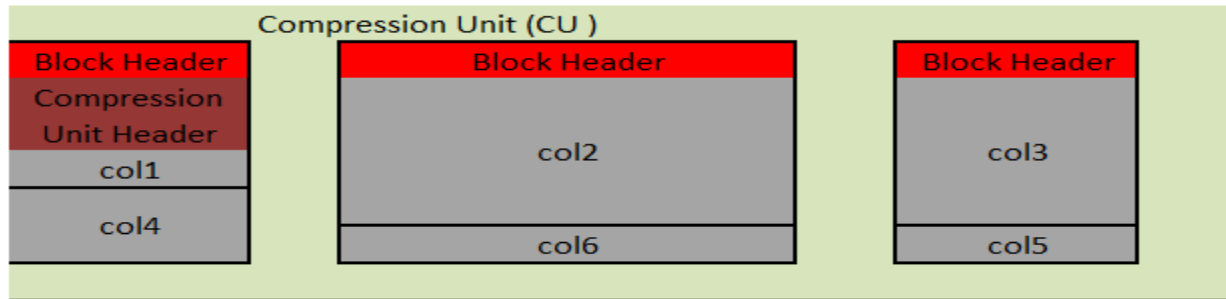 Compression Unit (CU )
Block Header
Compression
Unit Header
col1
col4
Block Header
col2
col6
Block Header
col3
col5